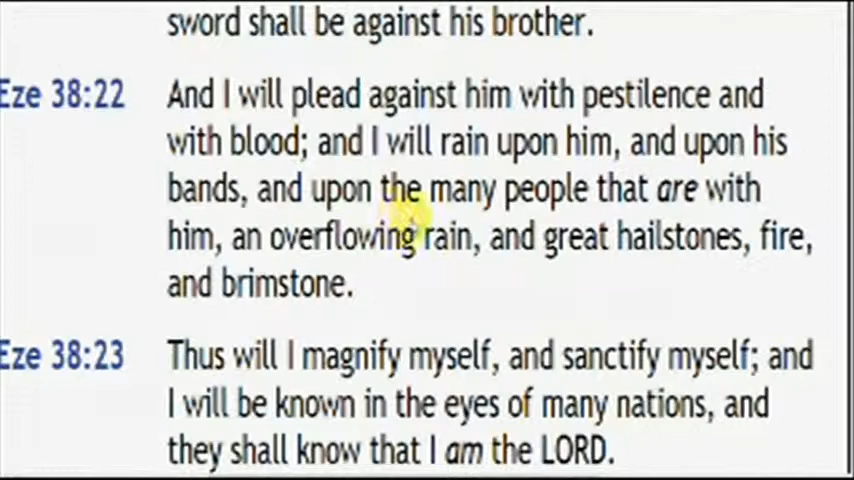 sword shall be against his brother.
Eze 38:22 And I will plead against him with pestilence and
with blood; and I will rain upon him, and upon his
bands, and upon the many people that are with
him, an overflowing rain, and great hailstones, fire,
and brimstone.
Eze 38:23 Thus will I magnify myself, and sanctify myself; and
I will be known in the eyes of many nations, and
they shall know that I am the LORD.